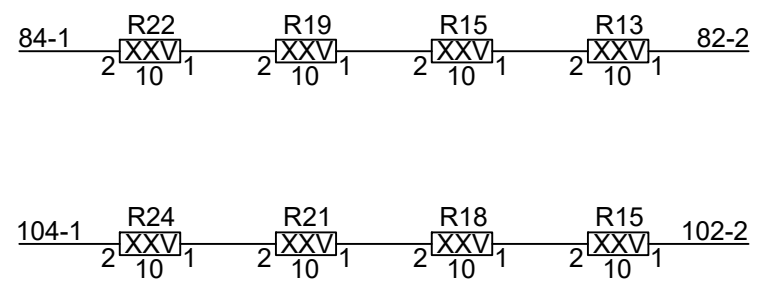 R22 R19 R15 R13
84-1 XXV XXV XXV XXV 82-2
2 1 2 1 2 1 2 1
10 10 10 10
R24 R21 R18 R15
104-1 XXV XXV XXV XXV 102-2
2 1 2 1 2 1 2 1
10 10 10 10